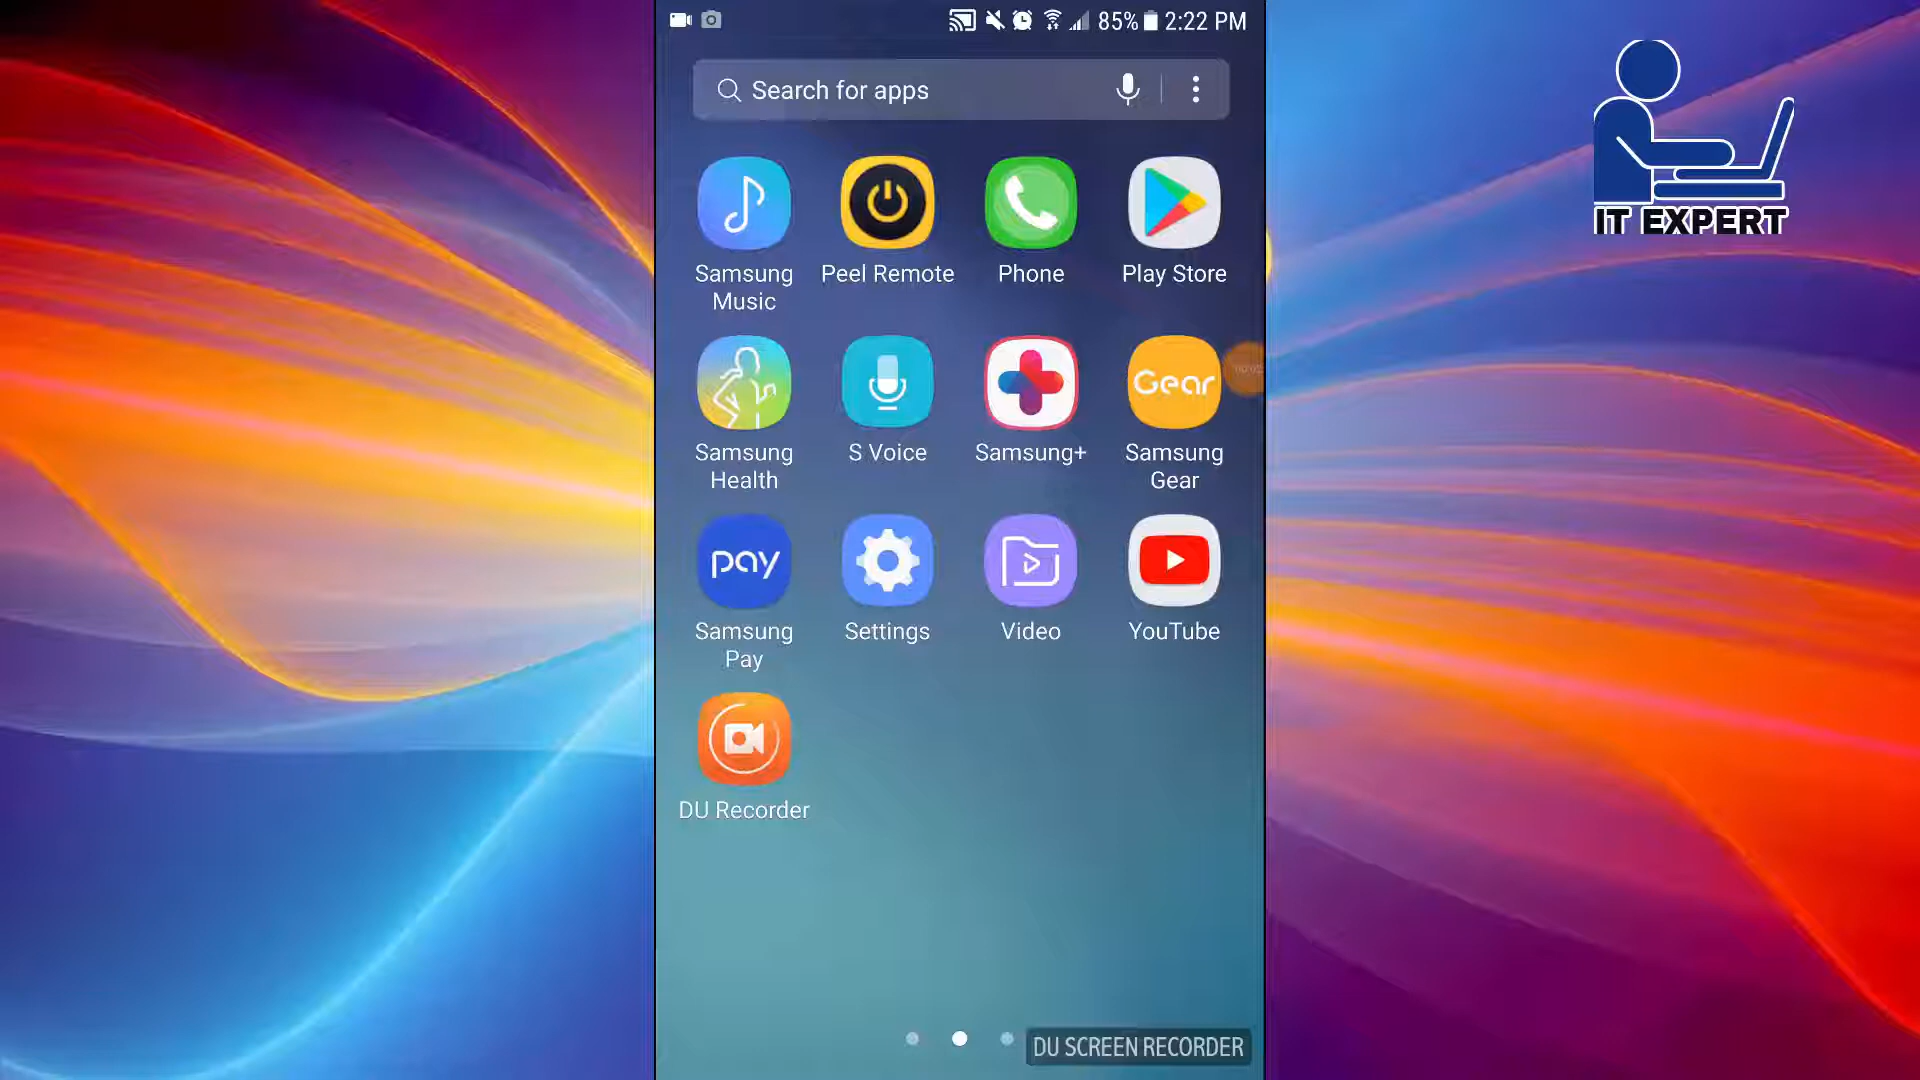 85% 2:22 PM
Search for apps
Samsung Music
Peel Remote
Phone
Play Store
Gear
Samsung Health
S Voice
Samsung+
Samsung Gear
pay
Samsung Pay
Settings
Video
YouTube
DU Recorder
DU SCREEN RECORDER
IT EXPERT